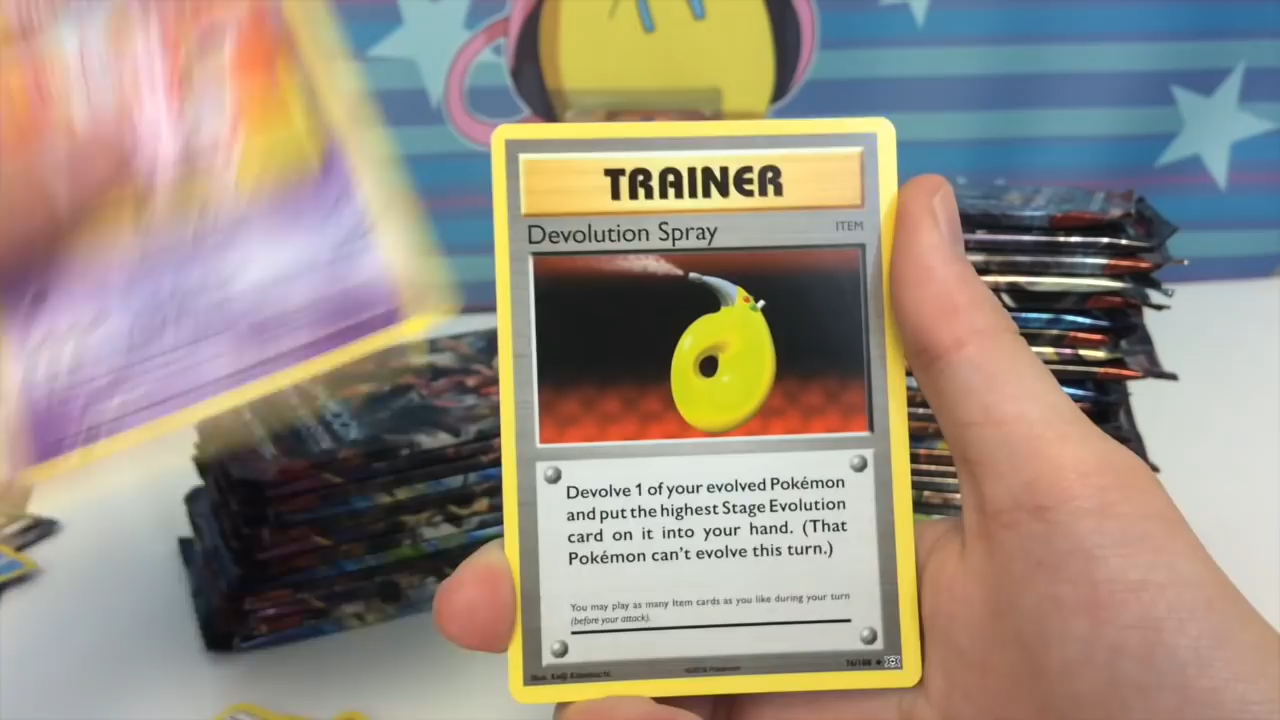 TRAINER
Devolution Spray
ITEM
Devolve 1 of your evolved Pokémon
and put the highest Stage Evolution
card on it into your hand. (That
Pokémon can't evolve this turn.)
You may play as many Item cards as you like during your turn
(before your attack).
76/108